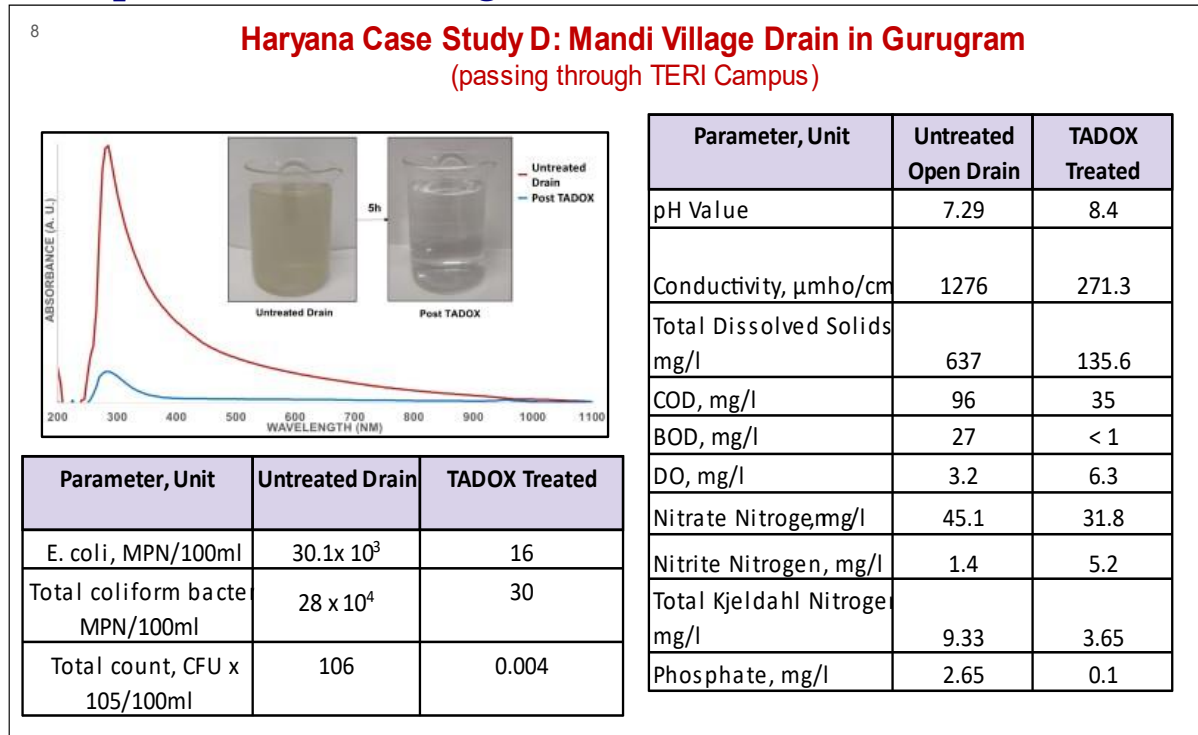 8
Haryana Case Study D: Mandi Village Drain in Gurugram
(passing through TERI Campus)
ABSORBANCE (A. U.)
Untreated
Drain
Post TADOX
5h
Untreated Drain
Post TADOX
200 300 400 500 600 700 800 900 1000 1100
WAVELENGTH (NM)
Parameter, Unit Untreated Drain TADOX Treated
E. coli, MPN/100ml 30.1x 10³ 16
Total coliform bacte
MPN/100ml 28 x 10⁴ 30
Total count, CFU x
105/100ml 106 0.004
Parameter, Unit Untreated Open Drain TADOX Treated
pH Value 7.29 8.4
Conductivity, µmho/cm 1276 271.3
Total Dissolved Solids
mg/l 637 135.6
COD, mg/l 96 35
BOD, mg/l 27 < 1
DO, mg/l 3.2 6.3
Nitrate Nitroge,mg/l 45.1 31.8
Nitrite Nitrogen, mg/l 1.4 5.2
Total Kjeldahl Nitroge
mg/l 9.33 3.65
Phosphate, mg/l 2.65 0.1